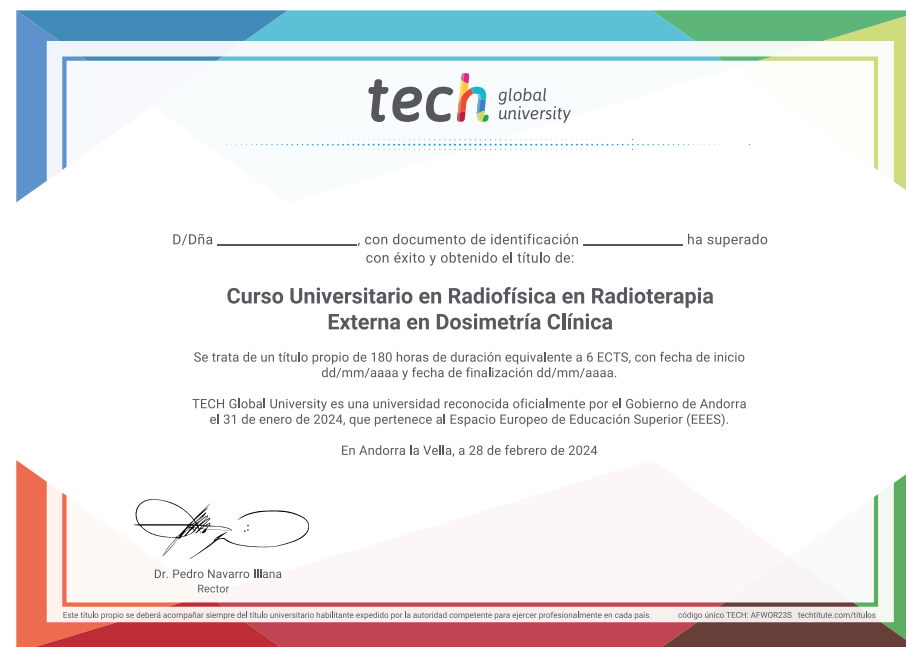 tech global university
D/Dña ____________________, con documento de identificación ______________ ha superado
con éxito y obtenido el título de:
Curso Universitario en Radiofísica en Radioterapia
Externa en Dosimetría Clínica
Se trata de un título propio de 180 horas de duración equivalente a 6 ECTS, con fecha de inicio
dd/mm/aaaa y fecha de finalización dd/mm/aaaa.
TECH Global University es una universidad reconocida oficialmente por el Gobierno de Andorra
el 31 de enero de 2024, que pertenece al Espacio Europeo de Educación Superior (EEES).
En Andorra la Vella, a 28 de febrero de 2024
Dr. Pedro Navarro Illana
Rector
Este título propio se deberá acompañar siempre del título universitario habilitante expedido por la autoridad competente para ejercer profesionalmente en cada país. código único TECH: AFWOR23S techtitute.com/titulos